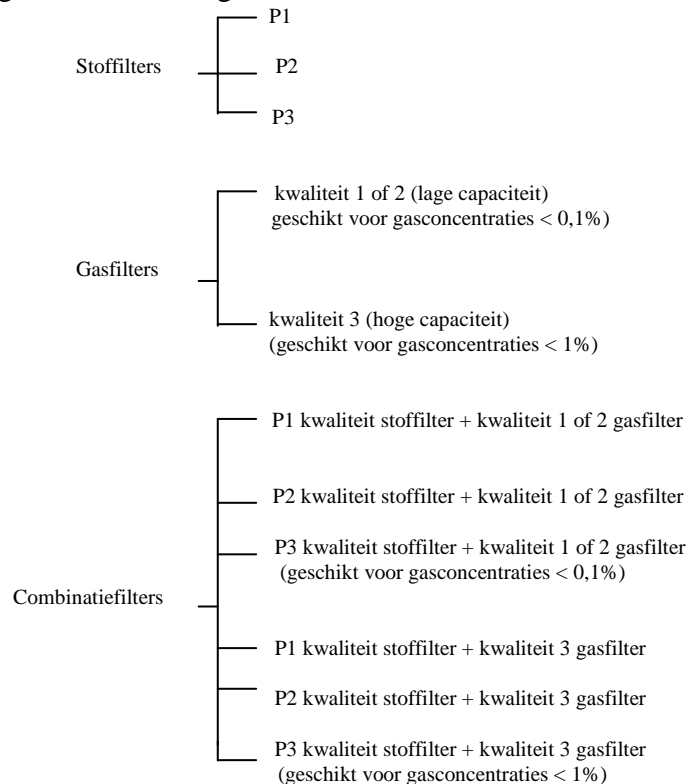 P1
Stoffilters
P2
P3
kwaliteit 1 of 2 (lage capaciteit)
geschikt voor gasconcentraties < 0,1%)
Gasfilters
kwaliteit 3 (hoge capaciteit)
(geschikt voor gasconcentraties < 1%)
P1 kwaliteit stoffilter + kwaliteit 1 of 2 gasfilter
P2 kwaliteit stoffilter + kwaliteit 1 of 2 gasfilter
P3 kwaliteit stoffilter + kwaliteit 1 of 2 gasfilter
(geschikt voor gasconcentraties < 0,1%)
Combinatiefilters
P1 kwaliteit stoffilter + kwaliteit 3 gasfilter
P2 kwaliteit stoffilter + kwaliteit 3 gasfilter
P3 kwaliteit stoffilter + kwaliteit 3 gasfilter
(geschikt voor gasconcentraties < 1%)